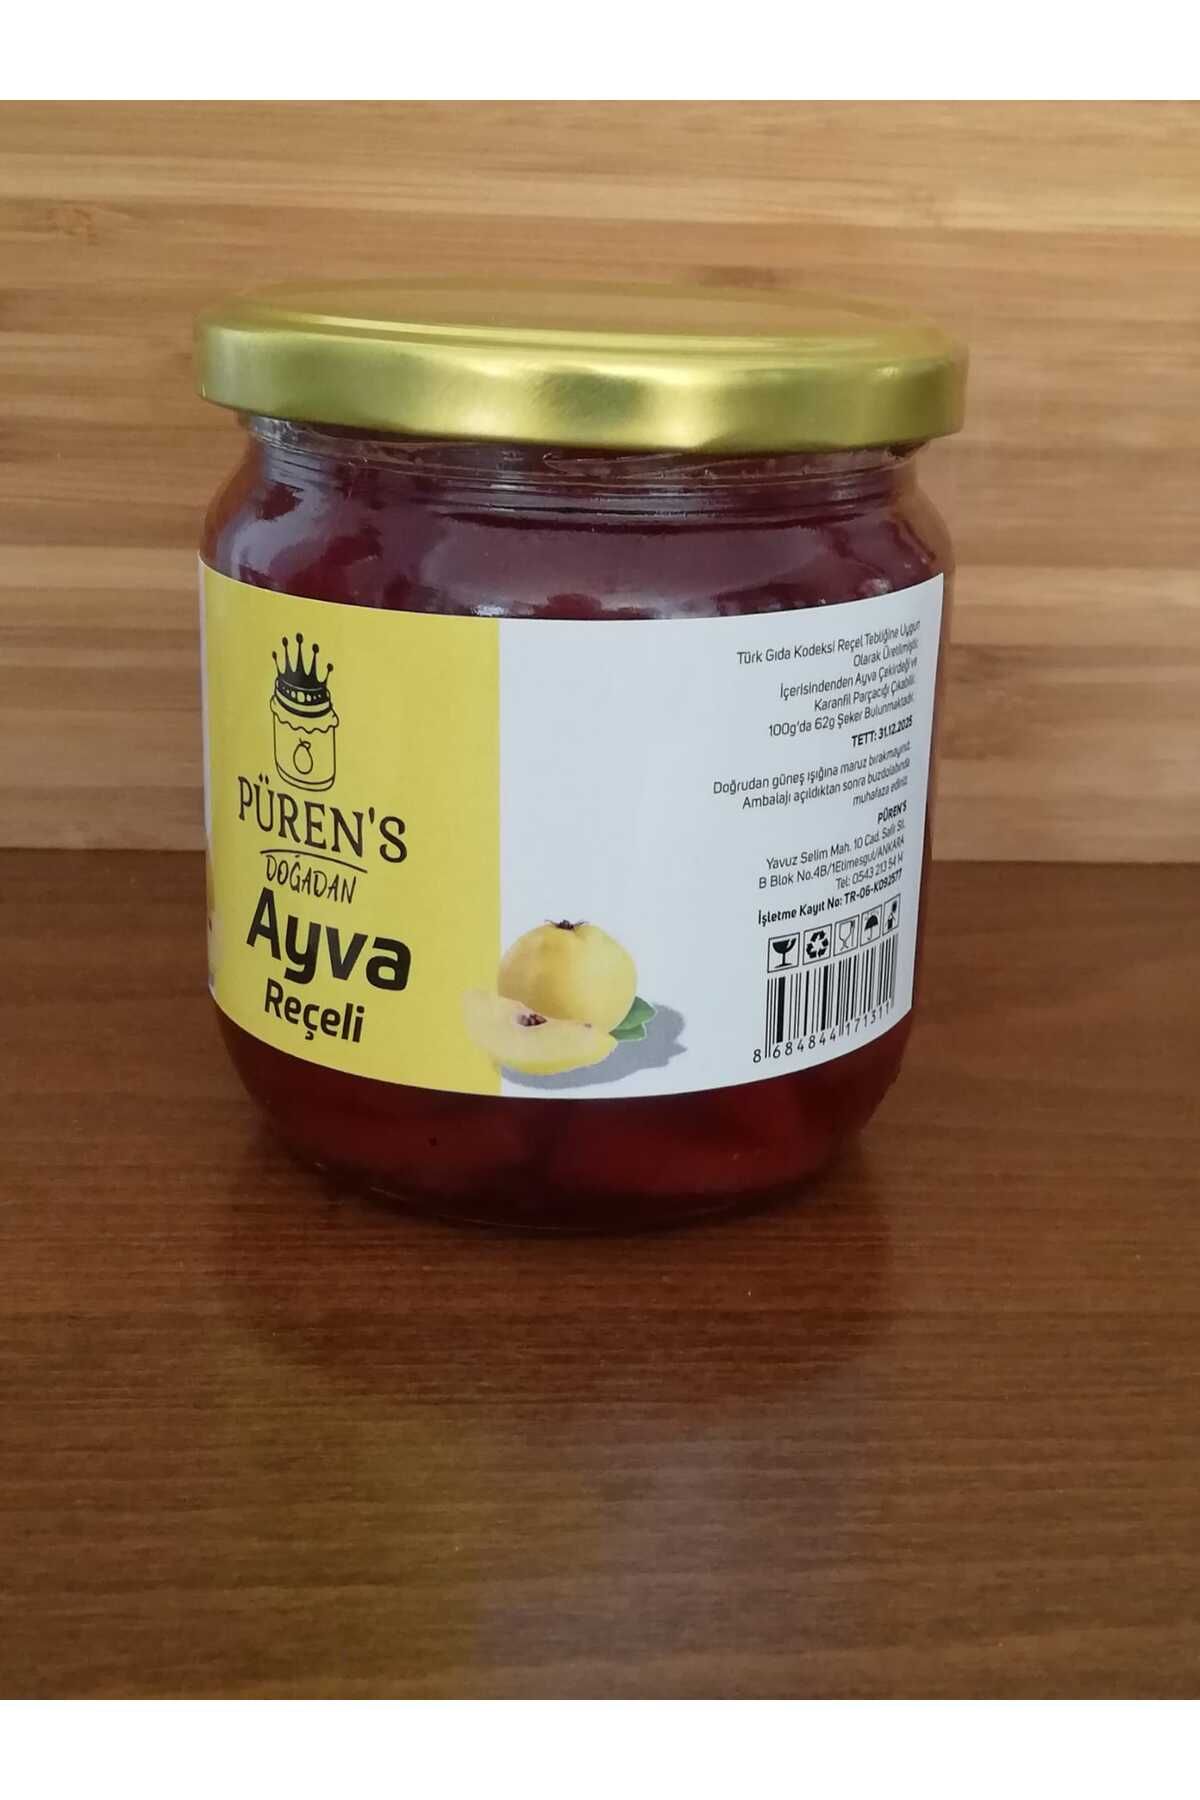 PÜREN'S
DOĞADAN
Ayva
Reçeli
Türk Gıda Kodeksi Reçel Tebliğine Uygun
Olarak Üretilmiştir.
İçerisindenden Ayva Çekirdeği ve
Karanfil Parçacığı Çıkabilir.
100g'da 62g Şeker Bulunmaktadır.
TETT: 31.12.2025
Doğrudan güneş ışığına maruz bırakmayınız.
Ambalajı açıldıktan sonra buzdolabında
muhafaza ediniz
PÜREN'S
Yavuz Selim Mah. 10 Cad. Sallı St.
B Blok No.4B/1Etimesgut/ANKARA
Tel: 0543 213 54 14
İşletme Kayıt No: TR-06-K092577
8 684844 171311